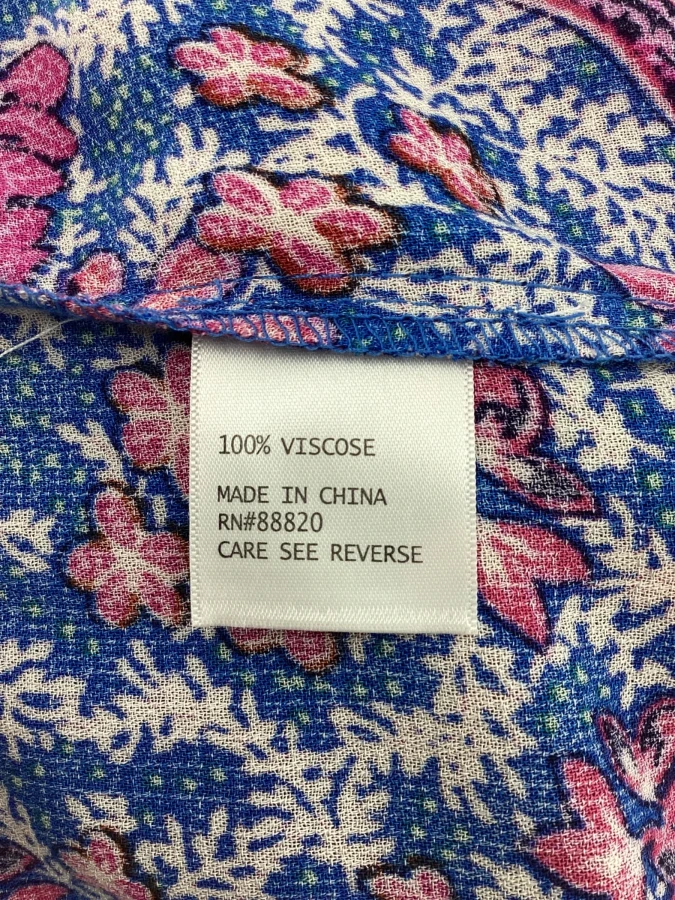 100% VISCOSE
MADE IN CHINA
RN#88820
CARE SEE REVERSE